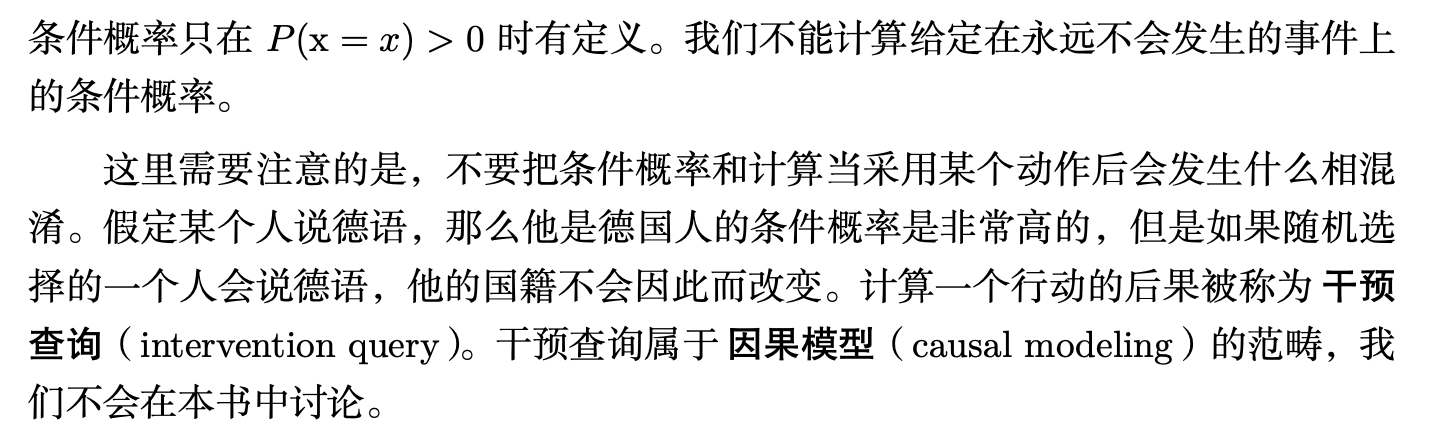 条件概率只在 P(x = x) > 0 时有定义。我们不能计算给定在永远不会发生的事件上
的条件概率。
这里需要注意的是，不要把条件概率和计算当采用某个动作后会发生什么相混
淆。假定某个人说德语，那么他是德国人的条件概率是非常高的，但是如果随机选
择的一个人会说德语，他的国籍不会因此而改变。计算一个行动的后果被称为 干预
查询（intervention query）。干预查询属于 因果模型（causal modeling）的范畴，我
们不会在本书中讨论。